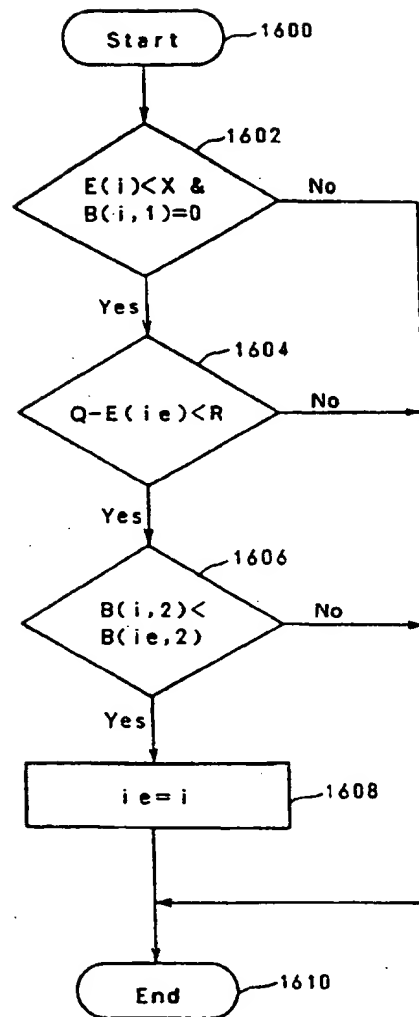 Start
1600
1602
E(i)<X &
B(i,1)=0
No
Yes
1604
Q-E(ie)<R
No
Yes
1606
B(i,2)<
B(ie,2)
No
Yes
ie=i
1608
End
1610